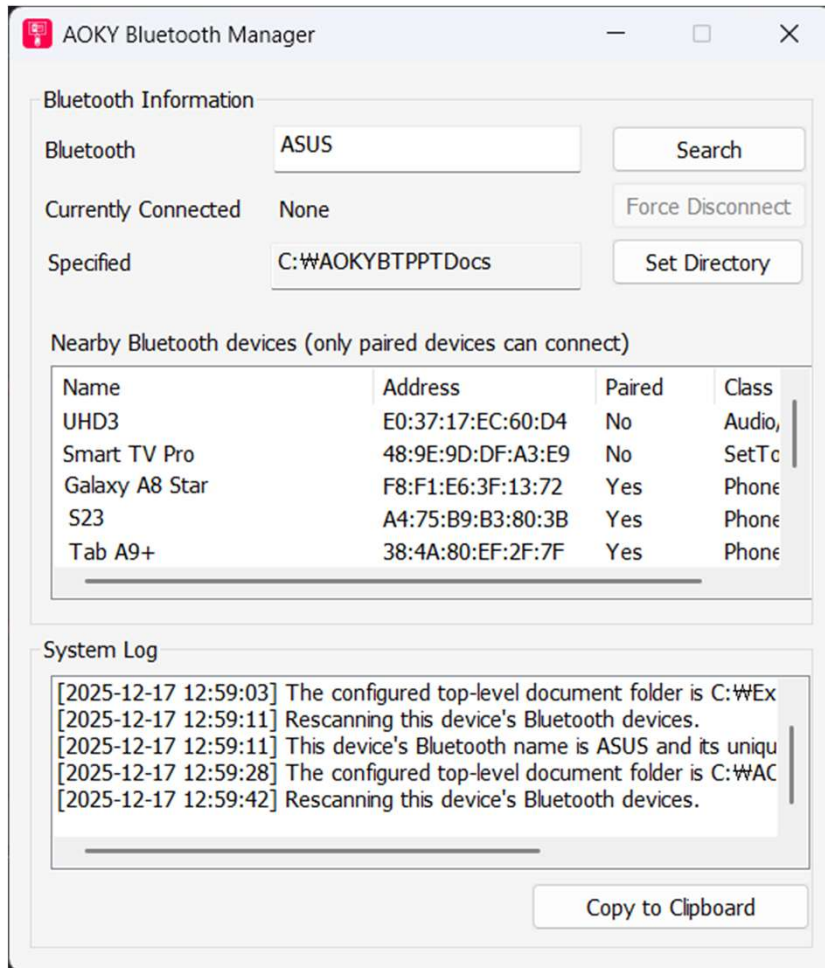 AOKY Bluetooth Manager
Bluetooth Information
Bluetooth ASUS Search
Currently Connected None Force Disconnect
Specified C:₩AOKYBTPPTDocs Set Directory
Nearby Bluetooth devices (only paired devices can connect)
Name Address Paired Class
UHD3 E0:37:17:EC:60:D4 No Audio/
Smart TV Pro 48:9E:9D:DF:A3:E9 No SetTo
Galaxy A8 Star F8:F1:E6:3F:13:72 Yes Phone
S23 A4:75:B9:B3:80:3B Yes Phone
Tab A9+ 38:4A:80:EF:2F:7F Yes Phone
System Log
[2025-12-17 12:59:03] The configured top-level document folder is C:₩Ex
[2025-12-17 12:59:11] Rescanning this device's Bluetooth devices.
[2025-12-17 12:59:11] This device's Bluetooth name is ASUS and its uniqu
[2025-12-17 12:59:28] The configured top-level document folder is C:₩AO
[2025-12-17 12:59:42] Rescanning this device's Bluetooth devices.
Copy to Clipboard